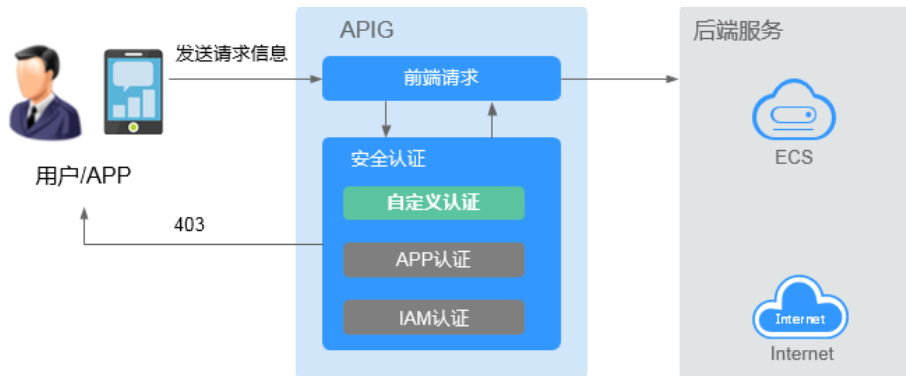 APIG
后端服务
发送请求信息
前端请求
安全认证
ECS
用户/APP
自定义认证
403
APP认证
IAM认证
Internet
Internet